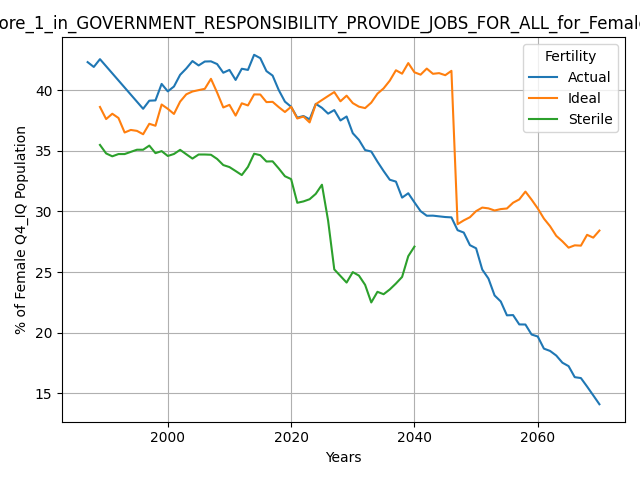 ore_1_in_GOVERNMENT_RESPONSIBILITY_PROVIDE_JOBS_FOR_ALL_for_Female
Fertility
Actual
Ideal
Sterile
% of Female Q4_IQ Population
40
35
30
25
20
15
2000
2020
2040
2060
Years